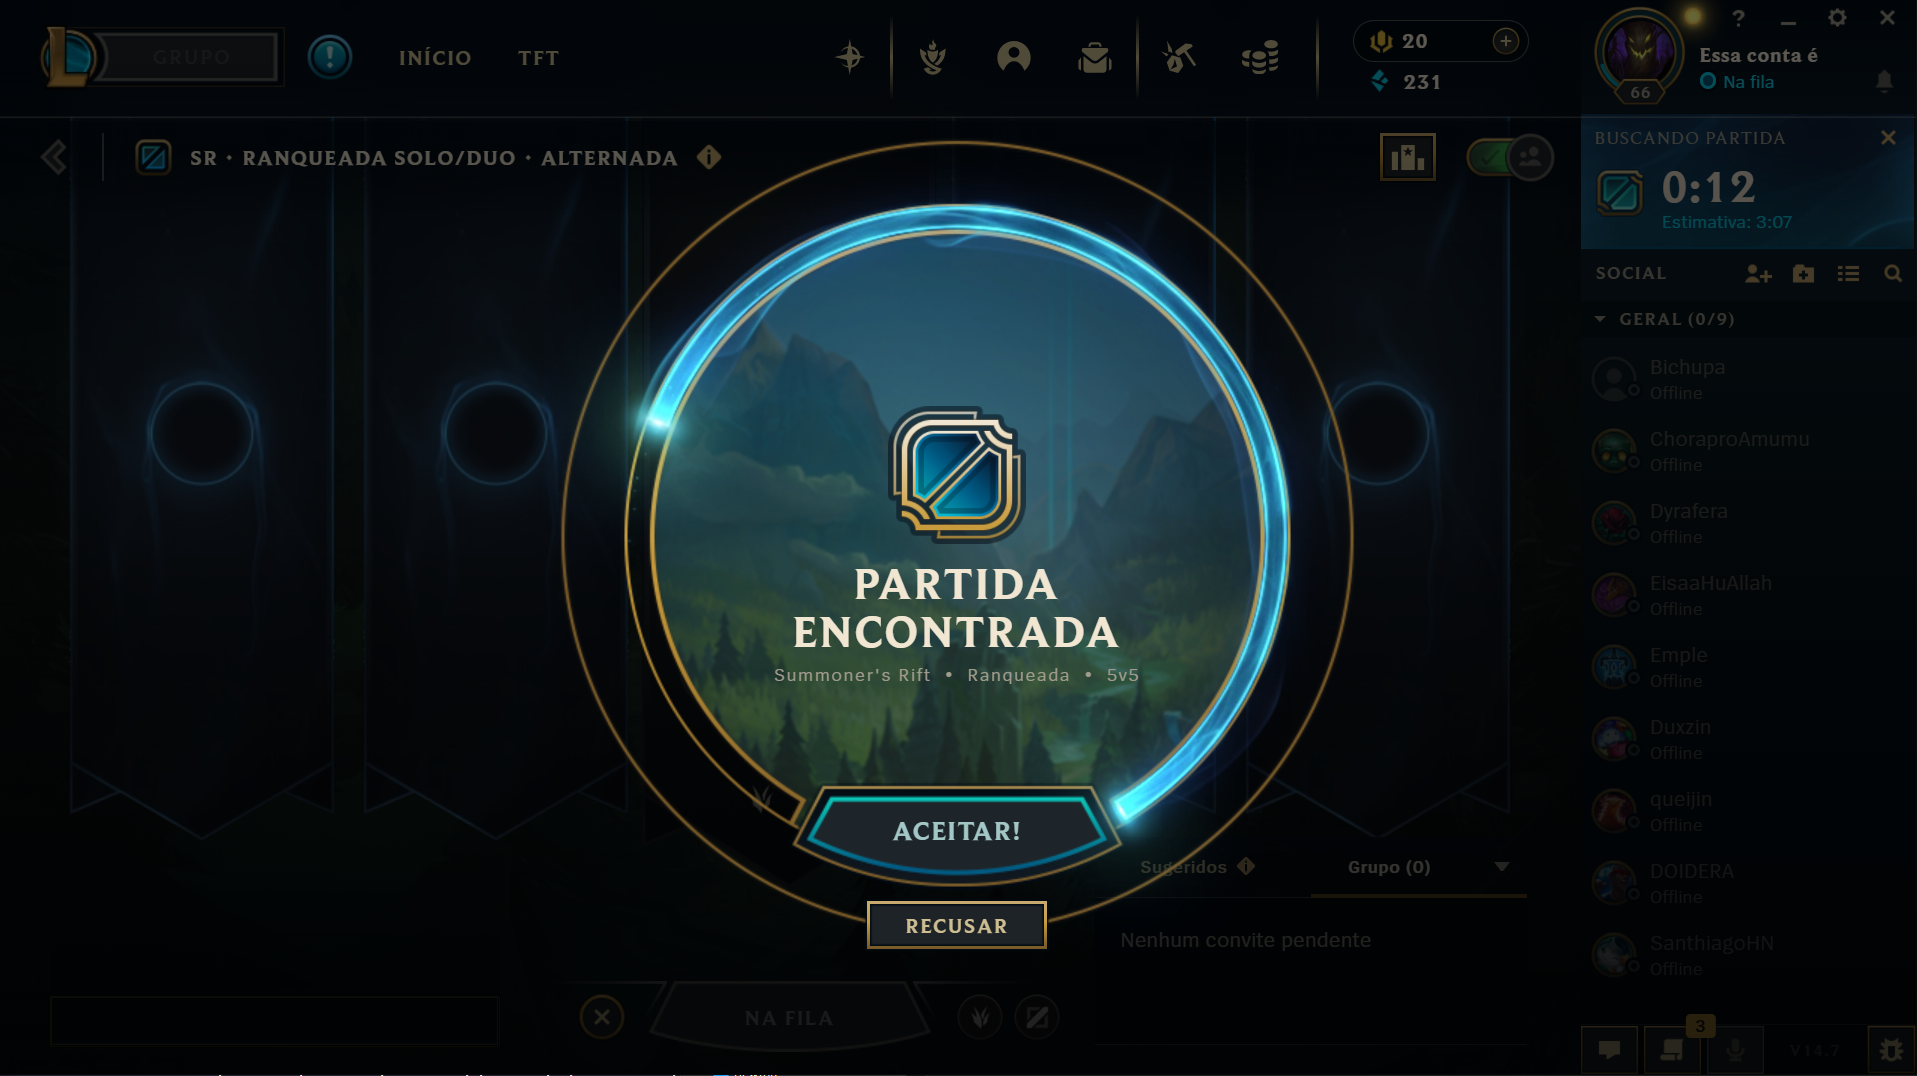 GRUPO
INÍCIO
TFT
20
231
?
Essa conta é
Na fila
66
SR • RANQUEADA SOLO/DUO • ALTERNADA
BUSCANDO PARTIDA
0:12
Estimativa: 3:07
SOCIAL
GERAL (0/9)
Bichupa
Offline
ChoraproAmumu
Offline
Dyrafera
Offline
EisaaHuAllah
Offline
Emple
Offline
Duxzin
Offline
queijin
Offline
DOIDERA
Offline
SanthiagoHN
Offline
PARTIDA
ENCONTRADA
Summoner's Rift • Ranqueada • 5v5
ACEITAR!
RECUSAR
Sugeridos
Grupo (0)
Nenhum convite pendente
NA FILA
3
V14.7